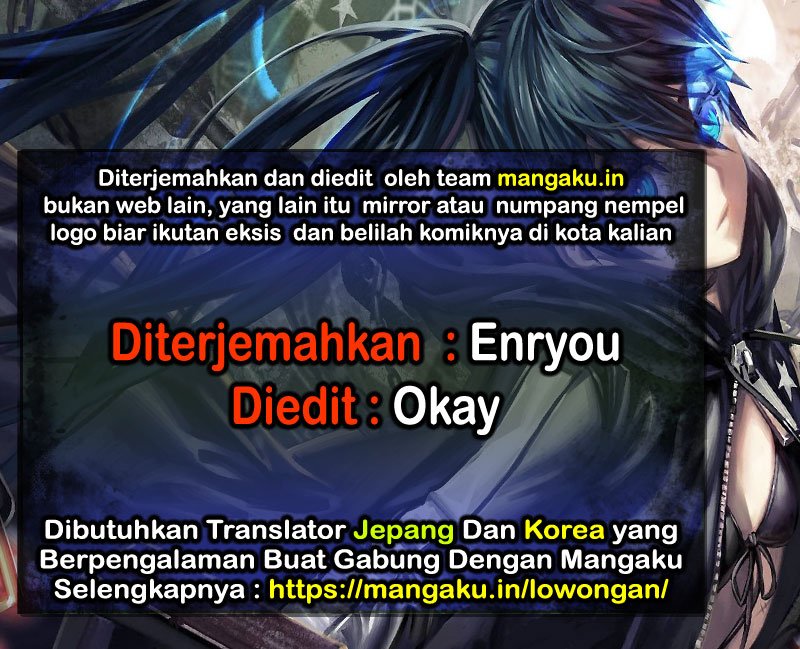 Diterjemahkan dan diedit oleh team mangaku.in
bukan web lain, yang lain itu mirror atau numpang nempel
logo biar ikutan eksis dan belilah komiknya di kota kalian
Diterjemahkan : Enryou
Diedit : Okay
Dibutuhkan Translator Jepang Dan Korea yang
Berpengalaman Buat Gabung Dengan Mangaku
Selengkapnya : https://mangaku.in/lowongan/